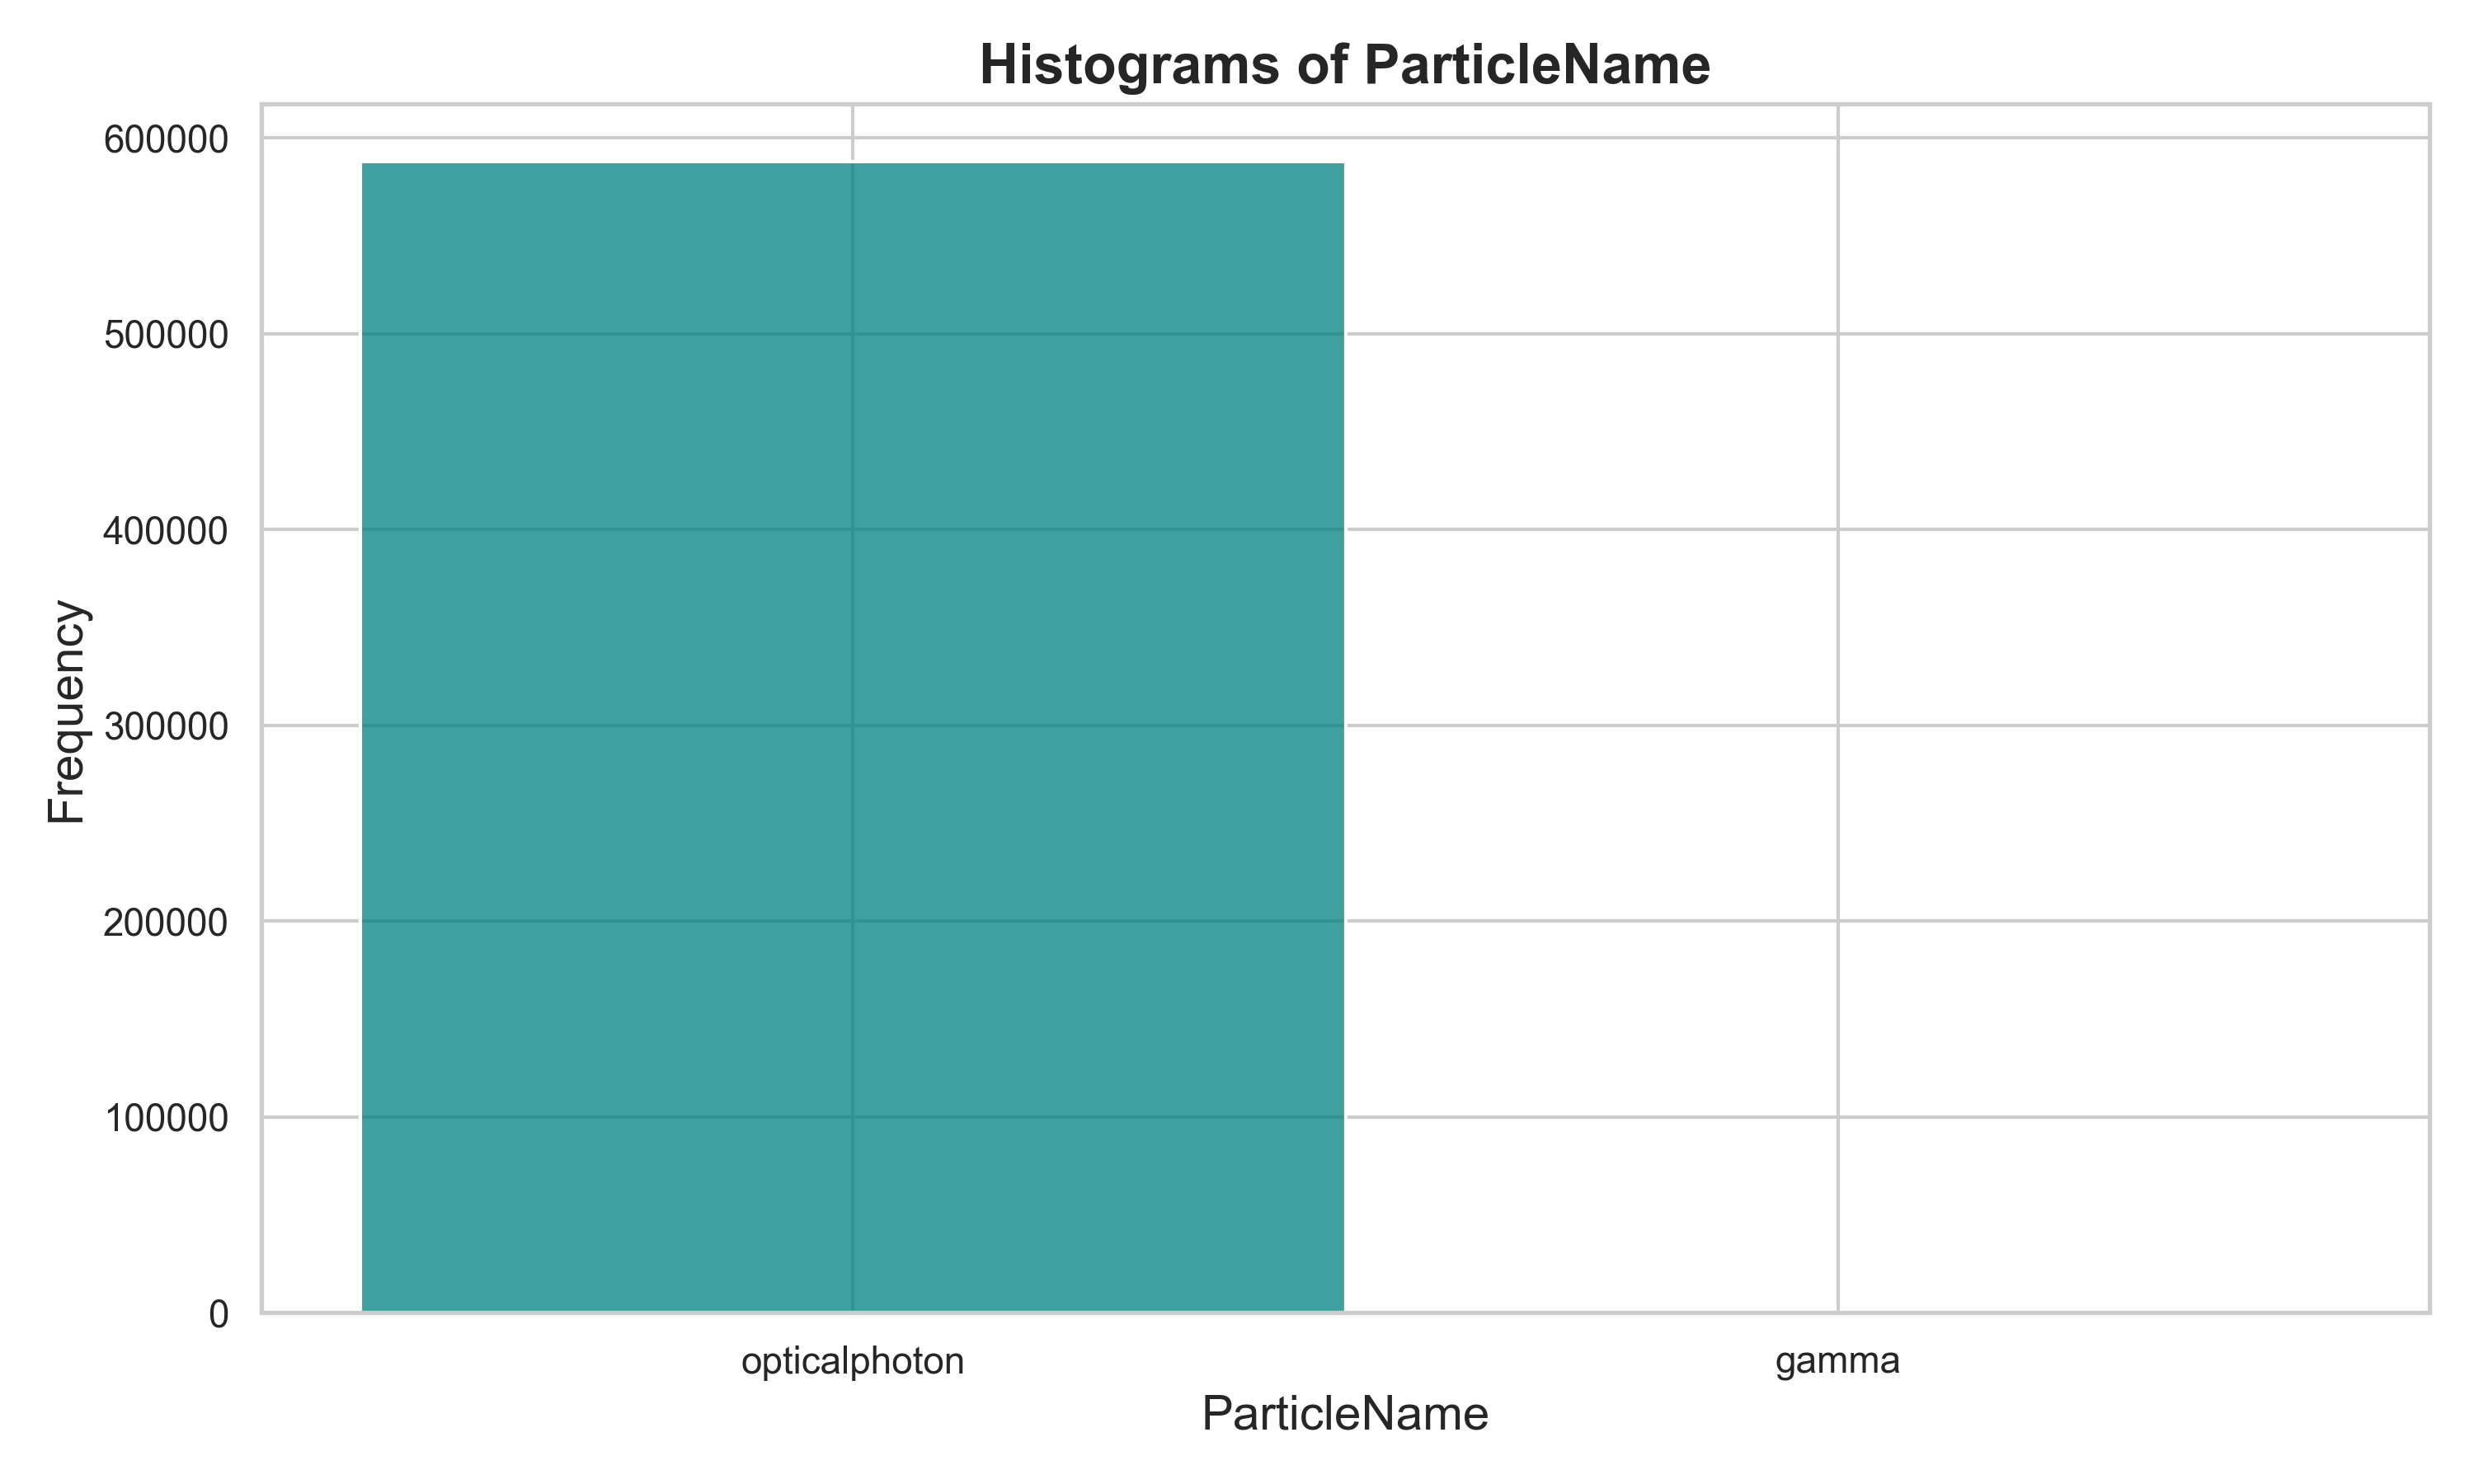 Histograms of ParticleName
600000
500000
400000
300000
200000
100000
0
Frequency
opticalphoton
gamma
ParticleName